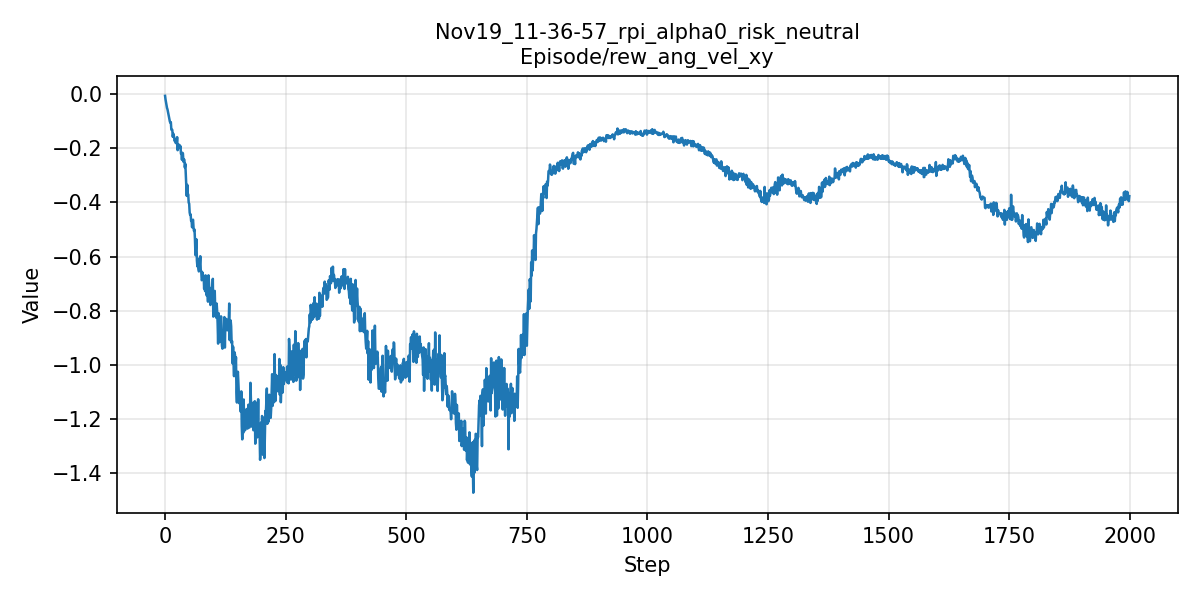 Nov19_11-36-57_rpi_alpha0_risk_neutral
Episode/rew_ang_vel_xy
0.0
−0.2
−0.4
−0.6
−0.8
−1.0
−1.2
−1.4
Value
0 250 500 750 1000 1250 1500 1750 2000
Step